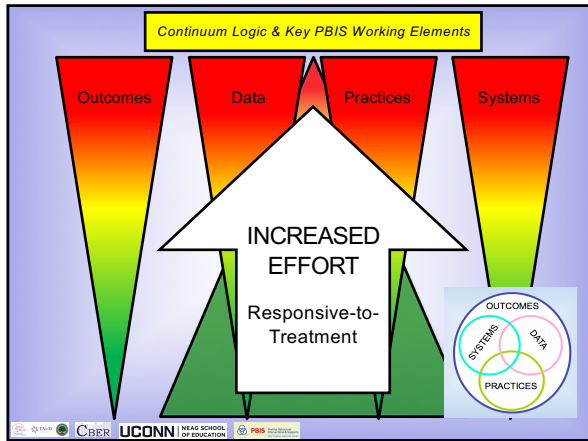 Continuum Logic & Key PBIS Working Elements
Outcomes
Data
Practices
Systems
INCREASED
EFFORT
Responsive-to-
Treatment
OUTCOMES
SYSTEMS
DATA
PRACTICES
CBER
UCONN
NEAG SCHOOL
OF EDUCATION
PBIS